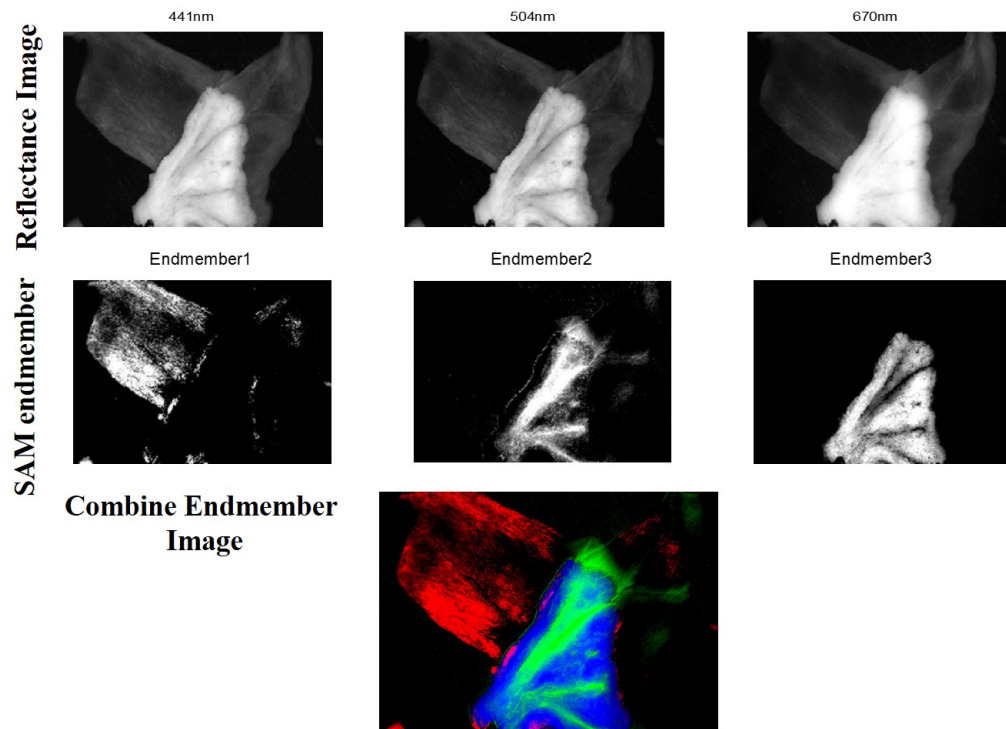 441nm
504nm
670nm
Reflectance Image
Endmember1
Endmember2
Endmember3
SAM endmember
Combine Endmember
Image